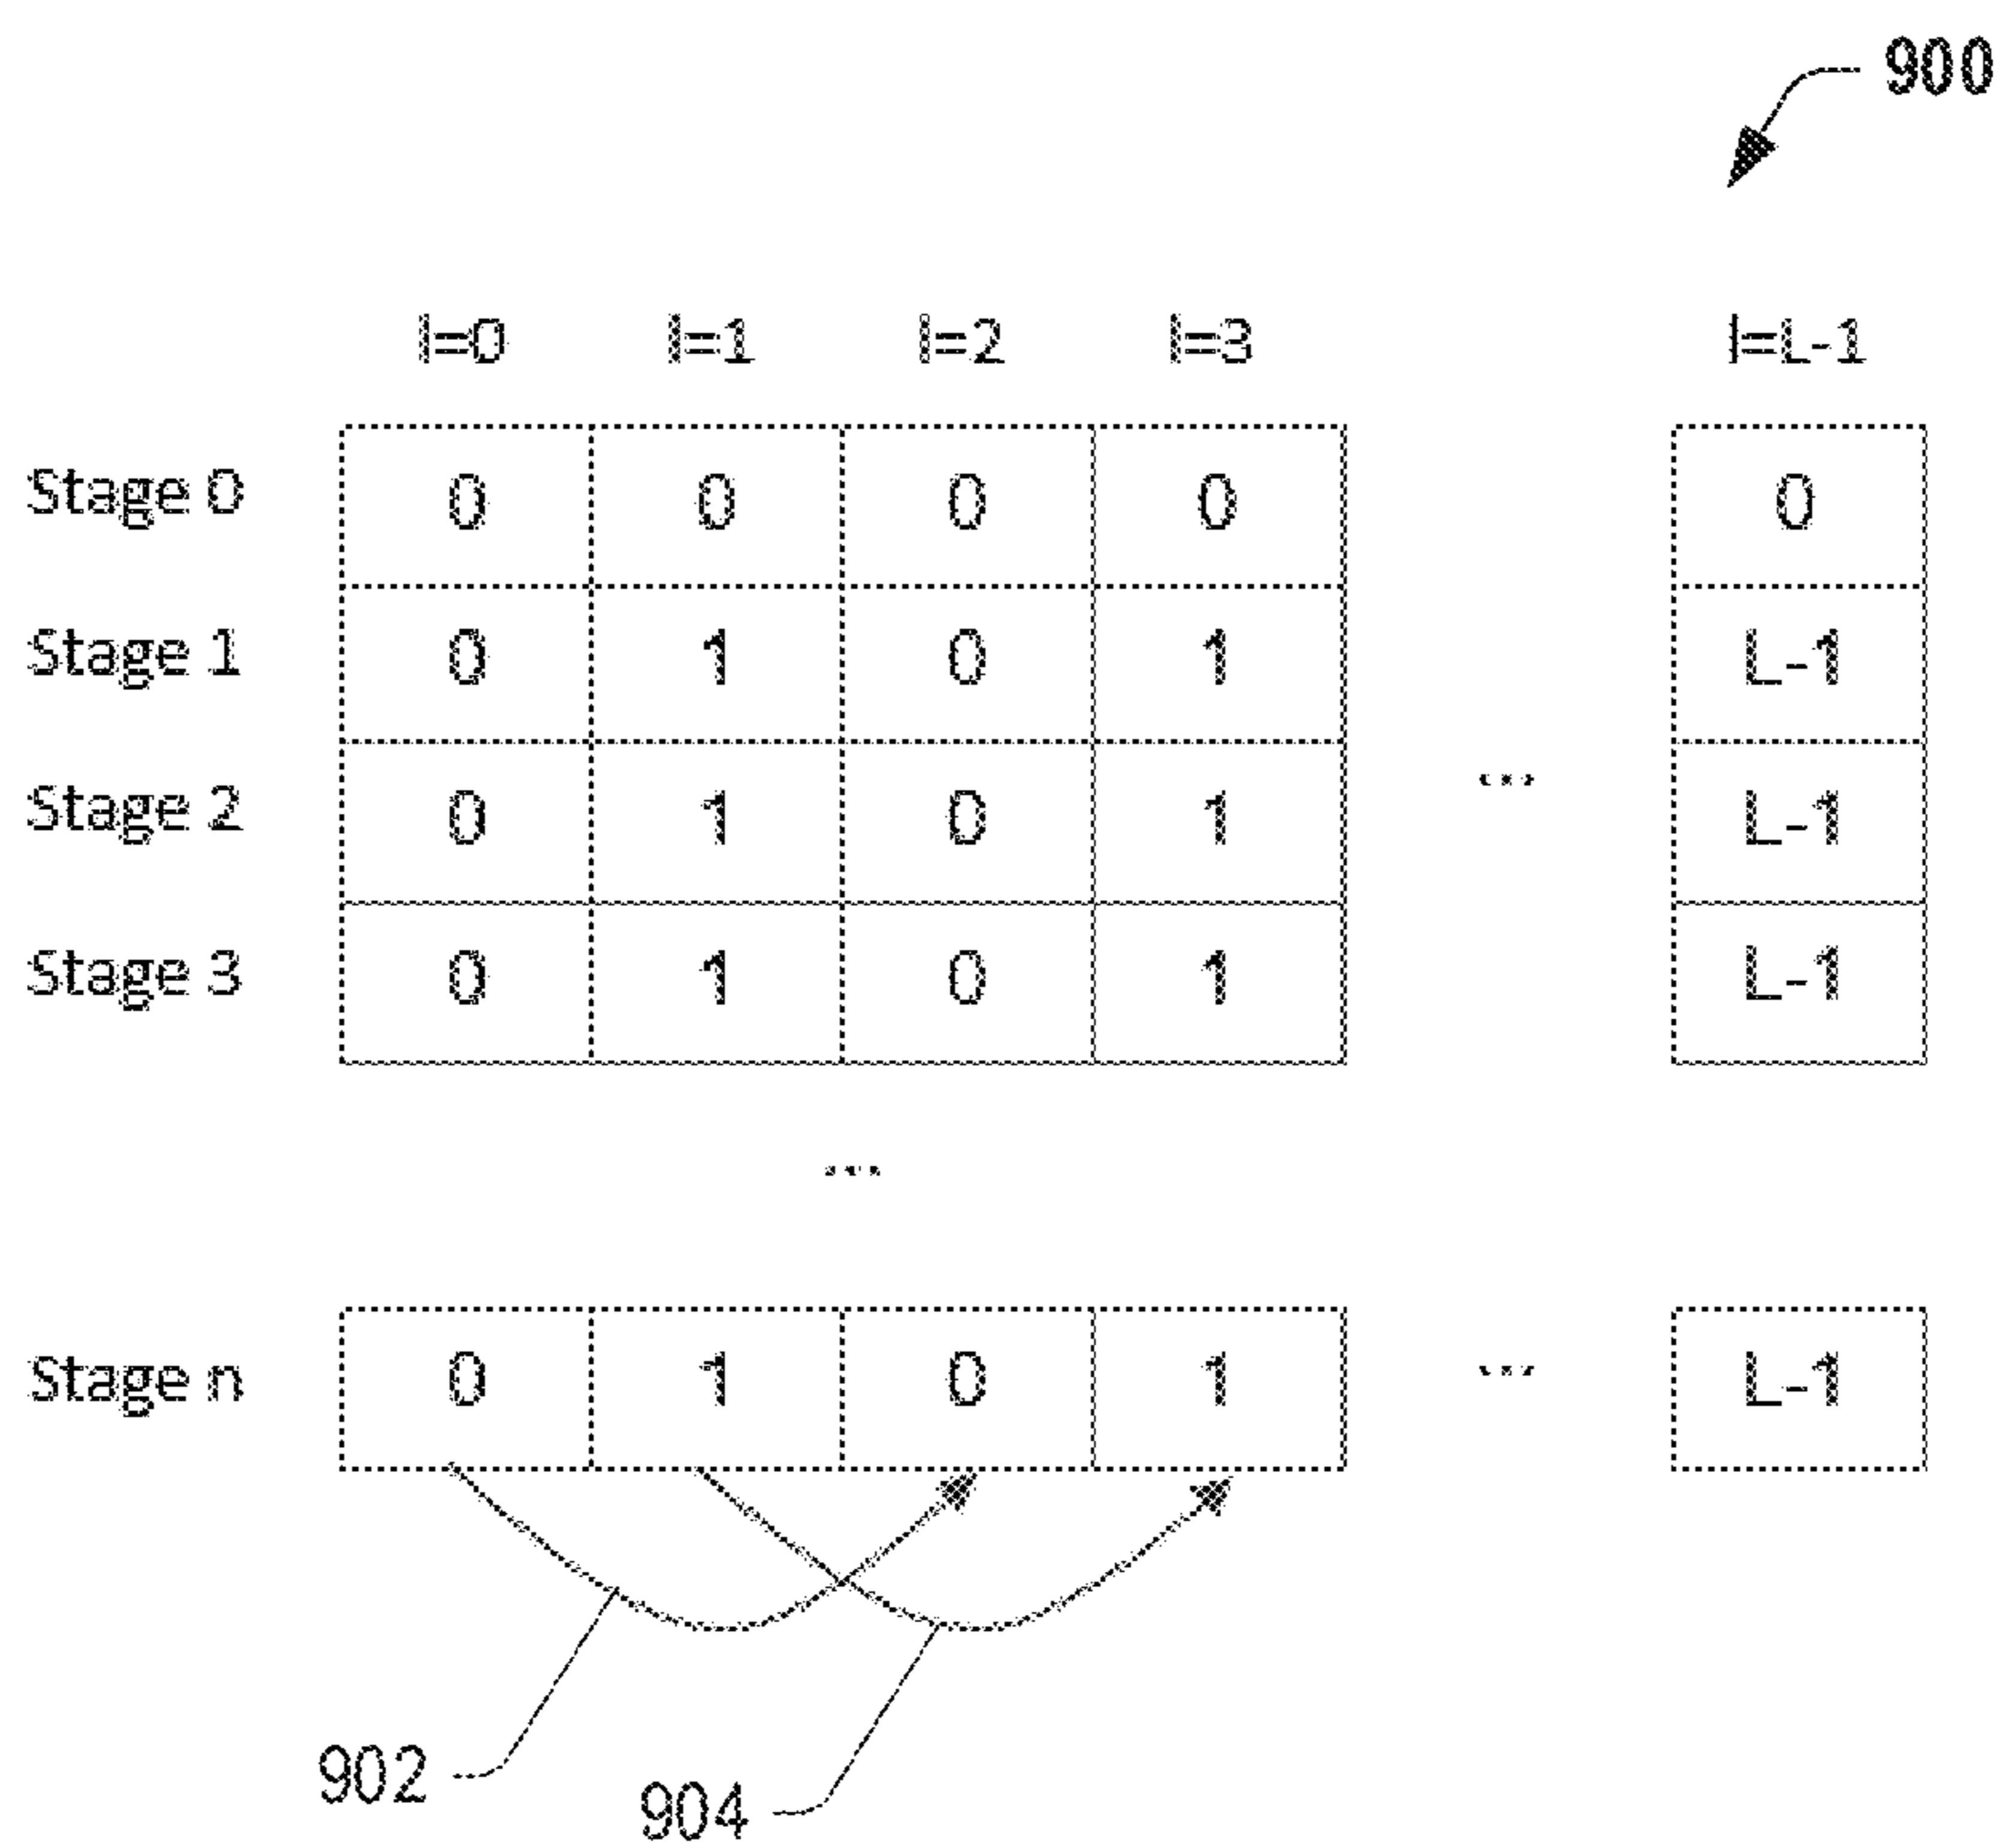 900
l=0 l=1 l=2 l=3 l=L-1
Stage 0 0 0 0 0 0
Stage 1 0 1 0 1 L-1
Stage 2 0 1 0 1 ... L-1
Stage 3 0 1 0 1 L-1
...
Stage n 0 1 0 1 ... L-1
902
904